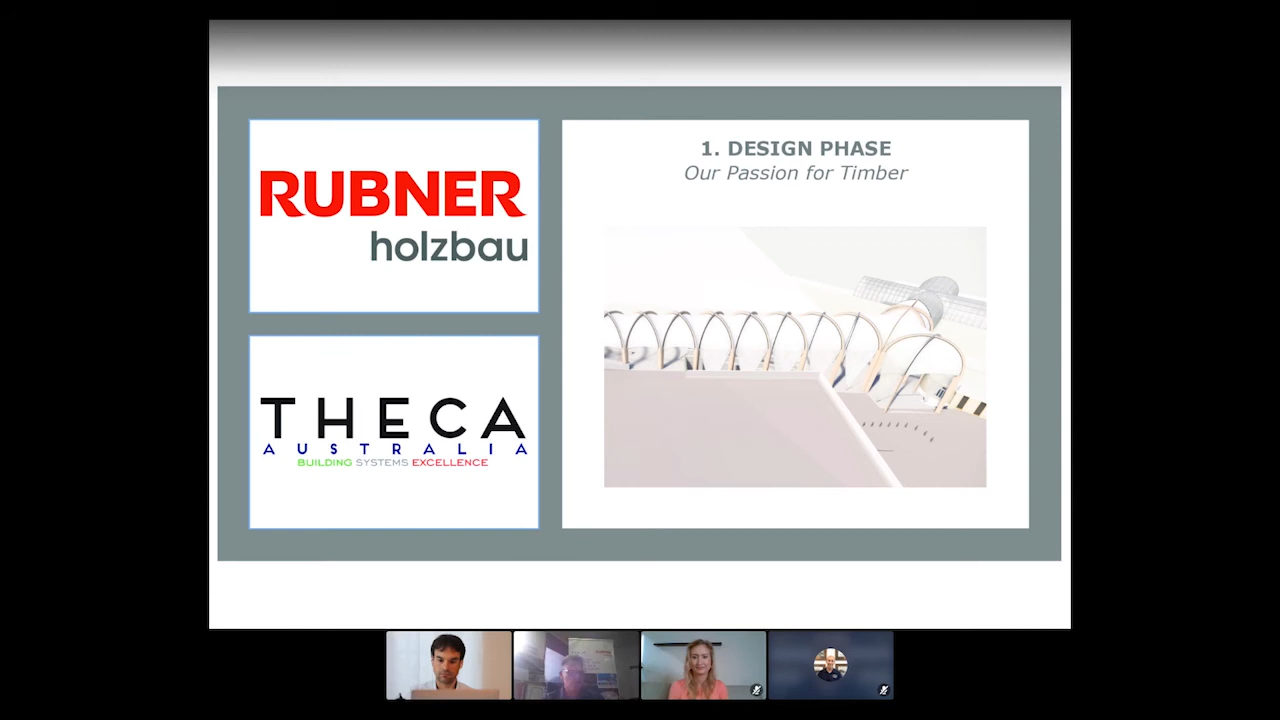 RUBNER
holzbau
THECA
AUSTRALIA
BUILDING SYSTEMS EXCELLENCE
1. DESIGN PHASE
Our Passion for Timber